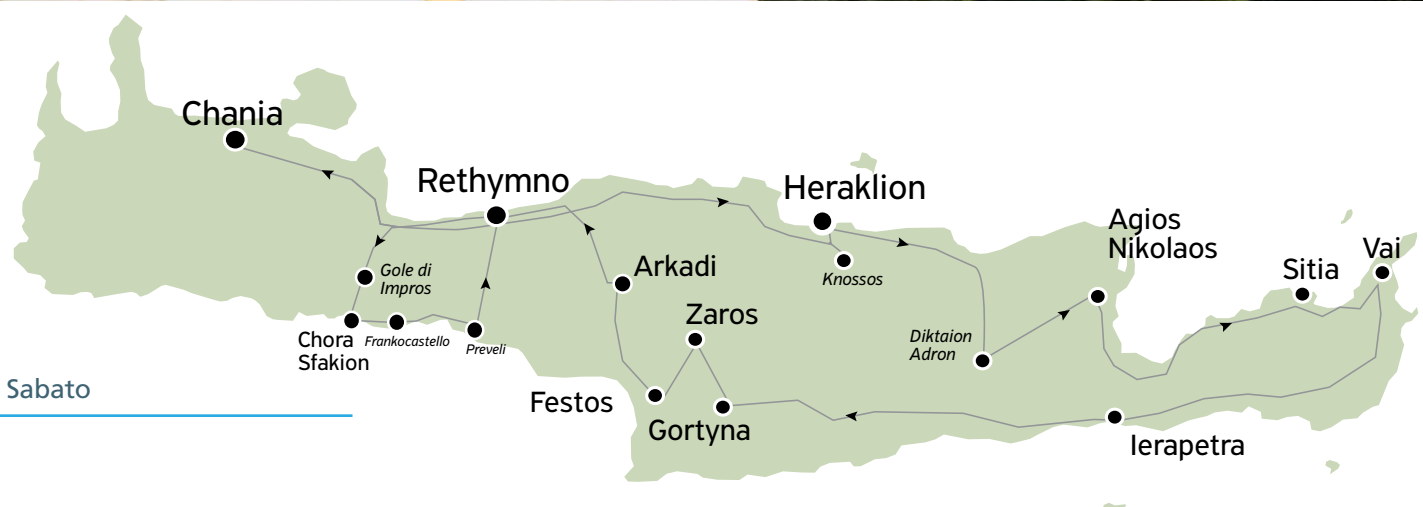 Chania
Rethymno
Heraklion
Agios
Nikolaos
Vai
Sitia
Gole di
Impros
Arkadi
Knossos
Zaros
Chora
Sfakion
Frankocastello
Preveli
Diktaion
Adron
Sabato
Festos
Gortyna
Ierapetra